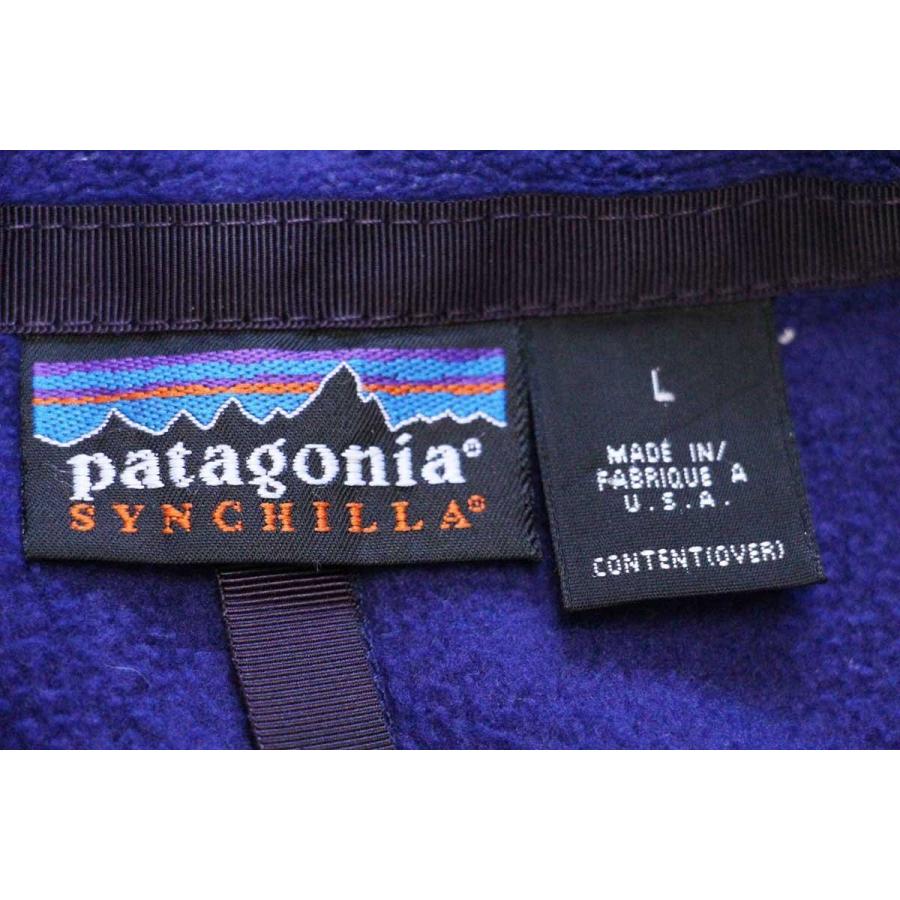 patagonia®
SYNCHILLA®
L
MADE IN/
FABRIQUE A
U.S.A.
CONTENT(OVER)